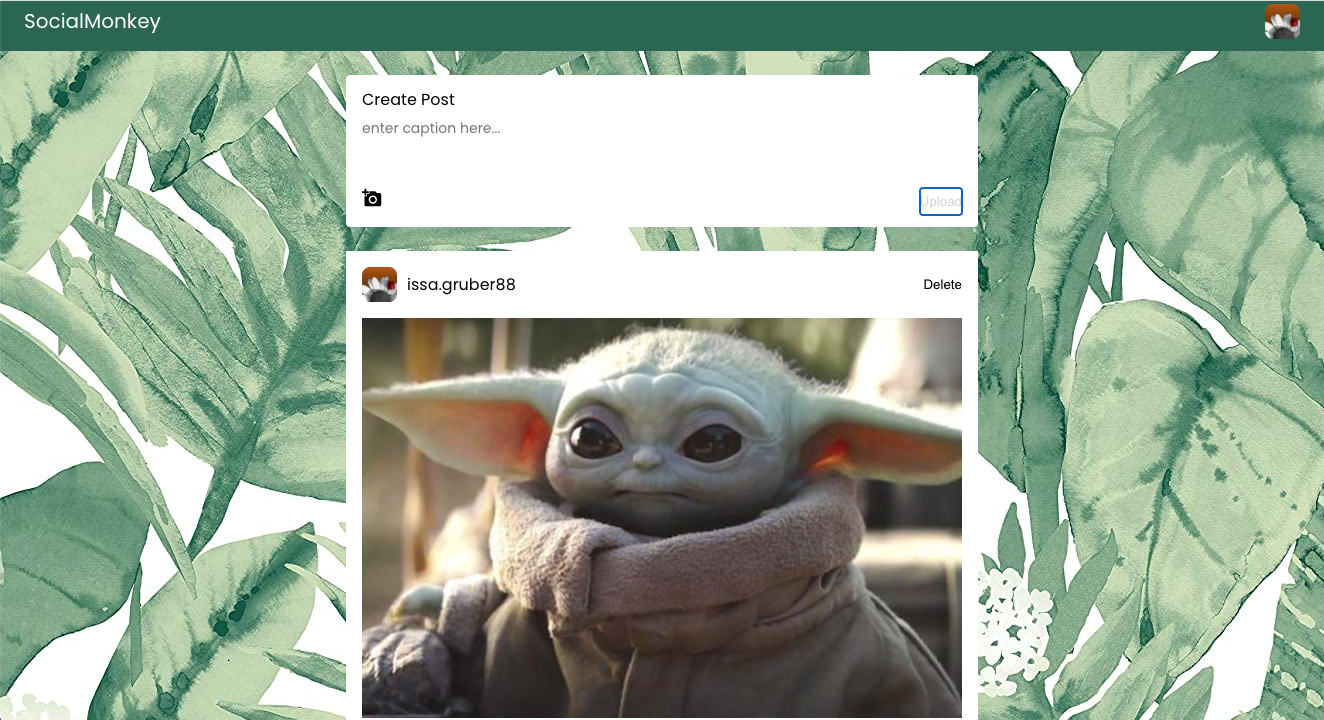 SocialMonkey
Create Post
enter caption here...
Upload
issa.gruber88
Delete